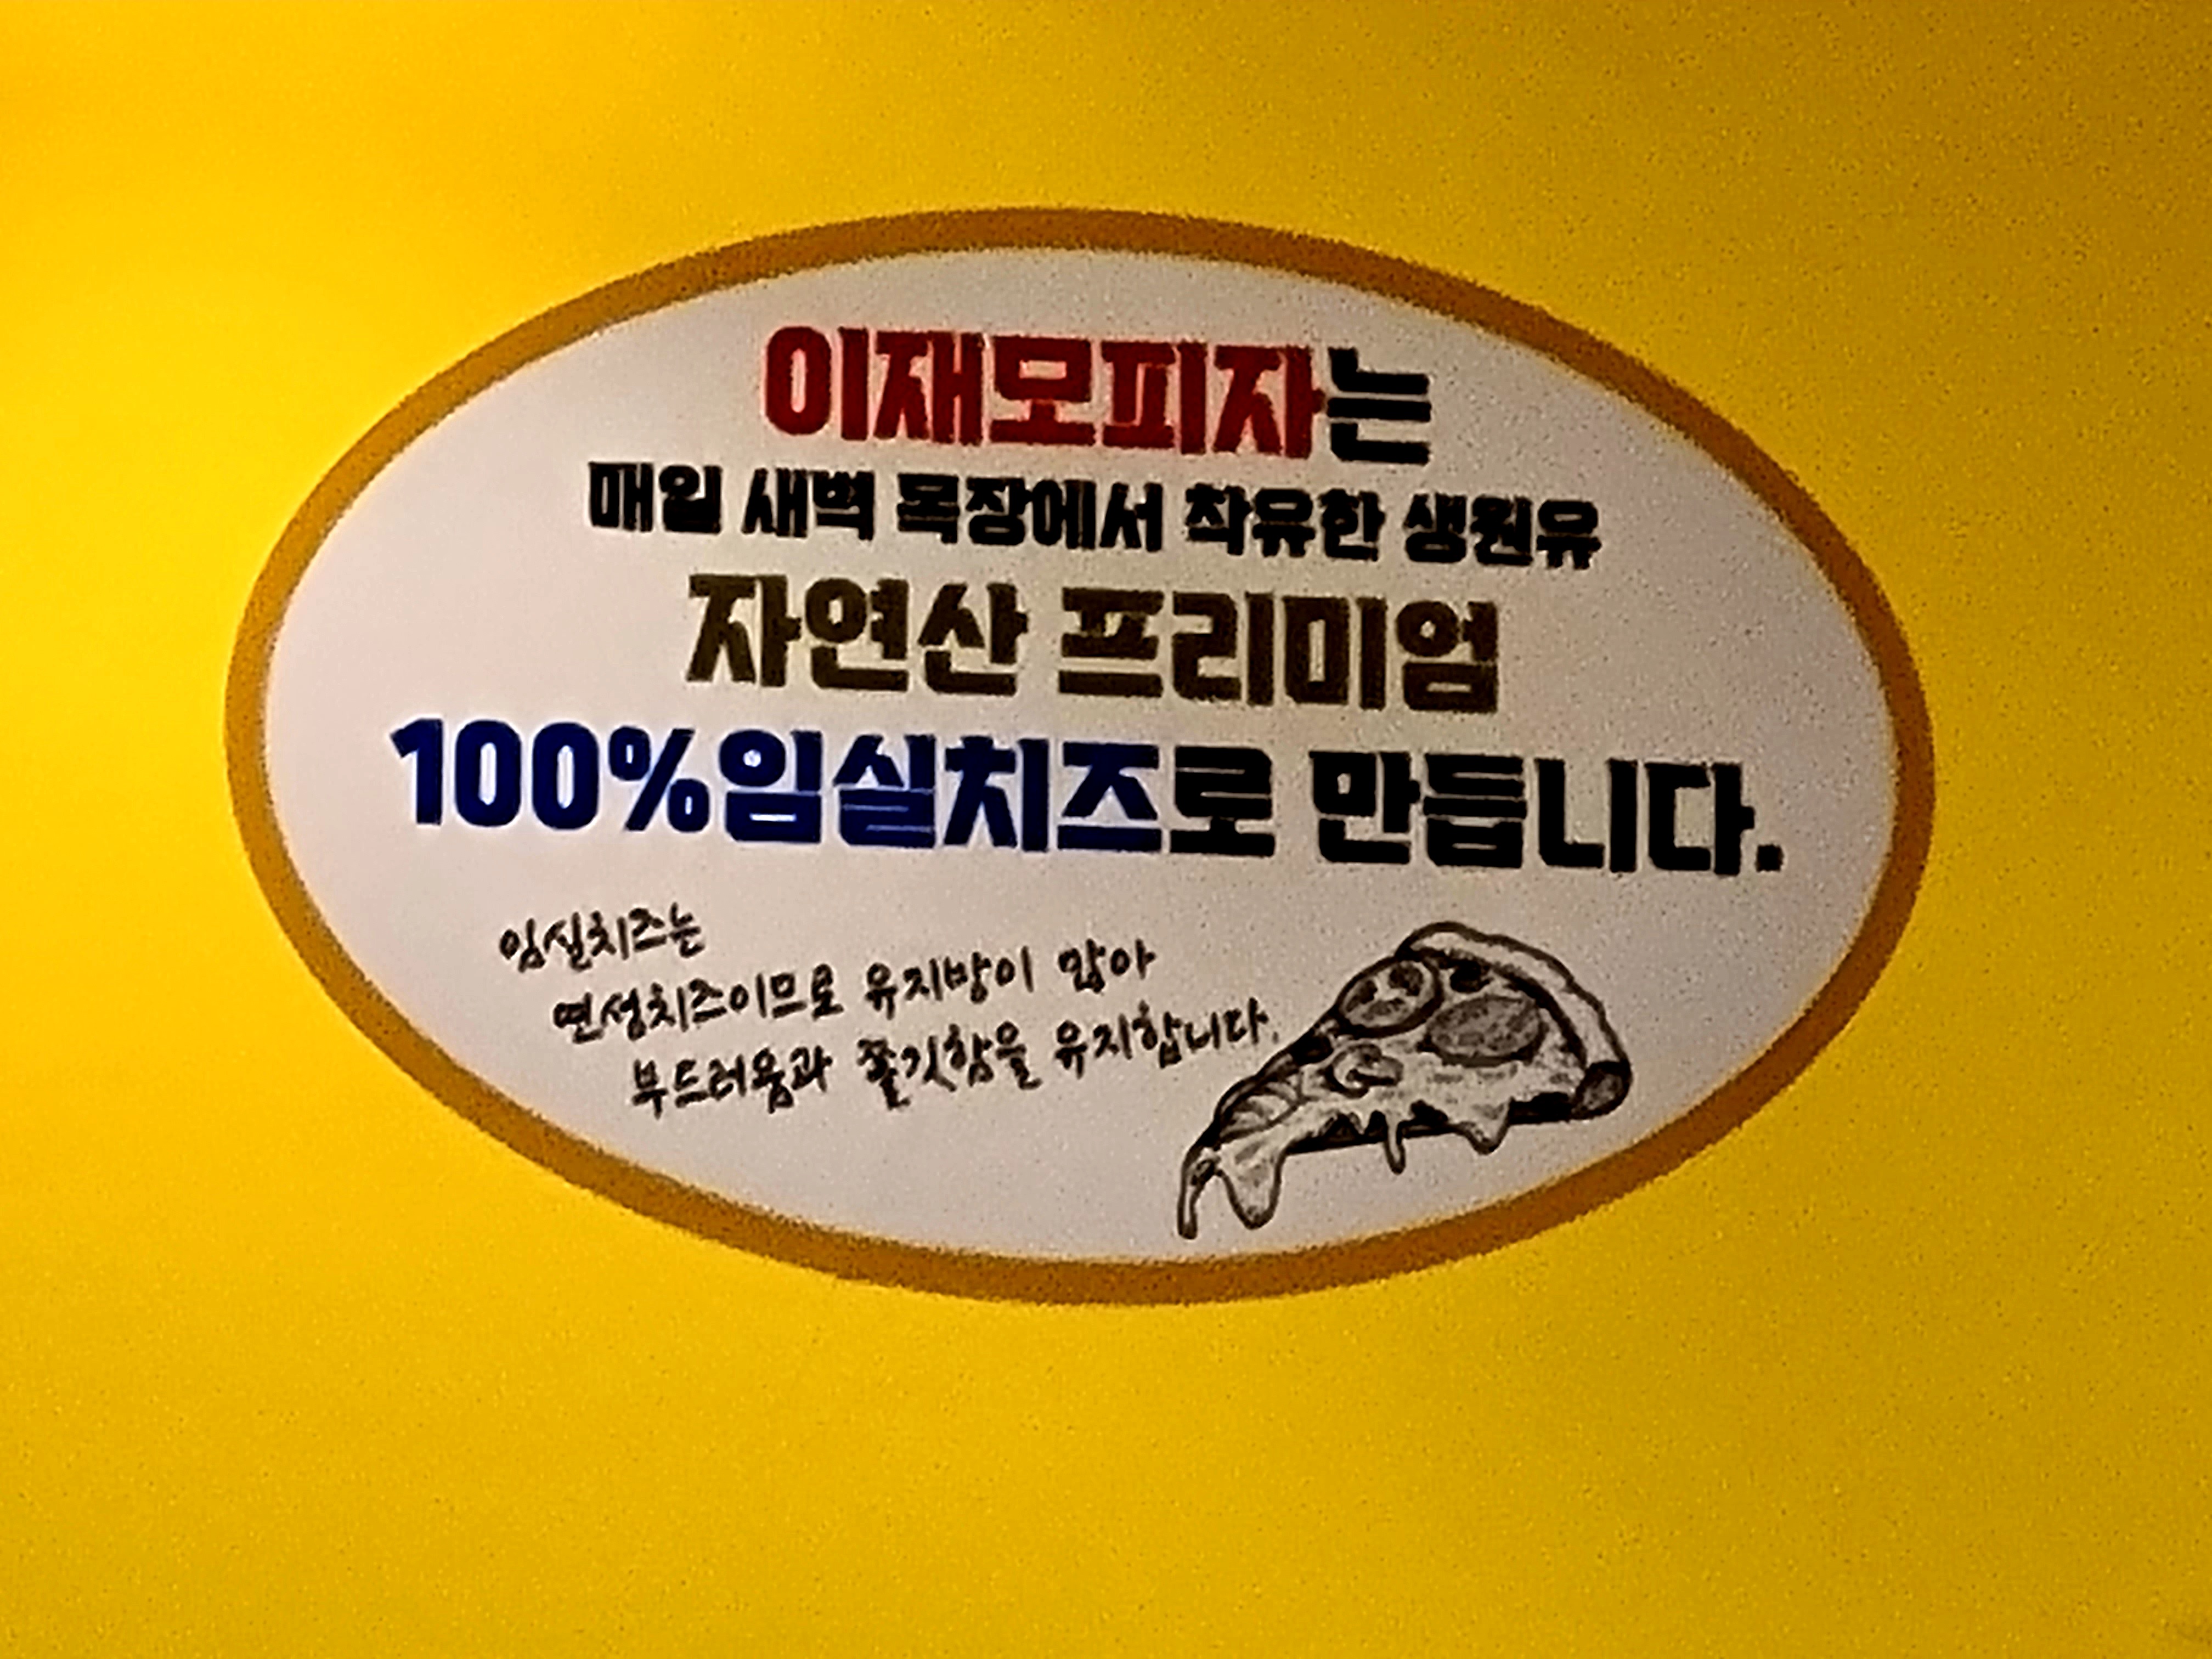 이재모피자는
매일 새벽 목장에서 착유한 생원유
자연산 프리미엄
100%임실치즈로 만듭니다.
임실치즈는
연성치즈이므로 유지방이 많아
부드러움과 쫄깃함을 유지합니다.